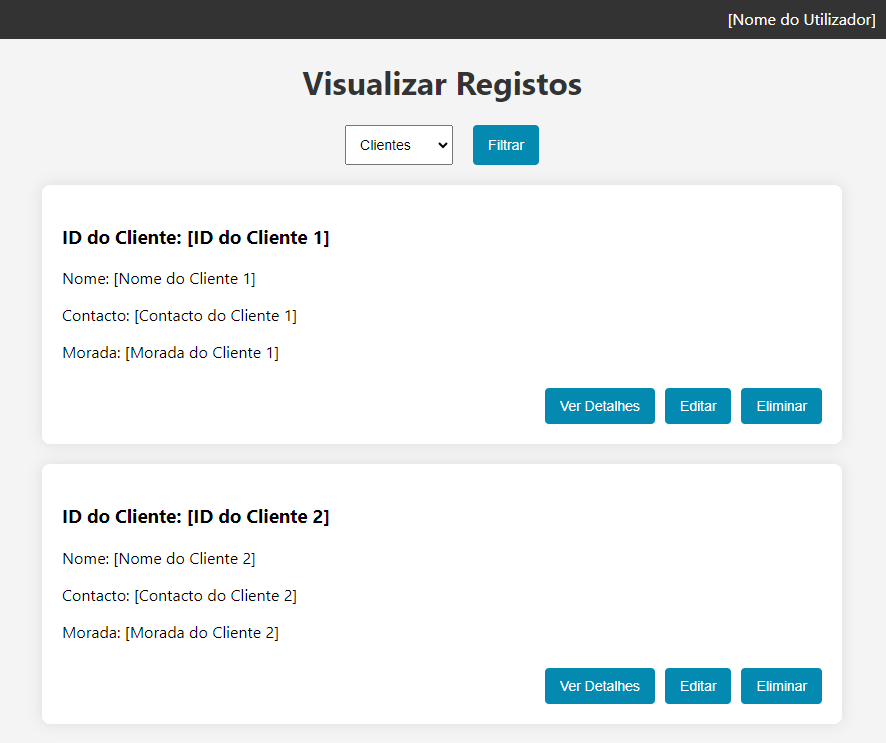 [Nome do Utilizador]
Visualizar Registos
Clientes Filtrar
ID do Cliente: [ID do Cliente 1]
Nome: [Nome do Cliente 1]
Contacto: [Contacto do Cliente 1]
Morada: [Morada do Cliente 1]
Ver Detalhes Editar Eliminar
ID do Cliente: [ID do Cliente 2]
Nome: [Nome do Cliente 2]
Contacto: [Contacto do Cliente 2]
Morada: [Morada do Cliente 2]
Ver Detalhes Editar Eliminar